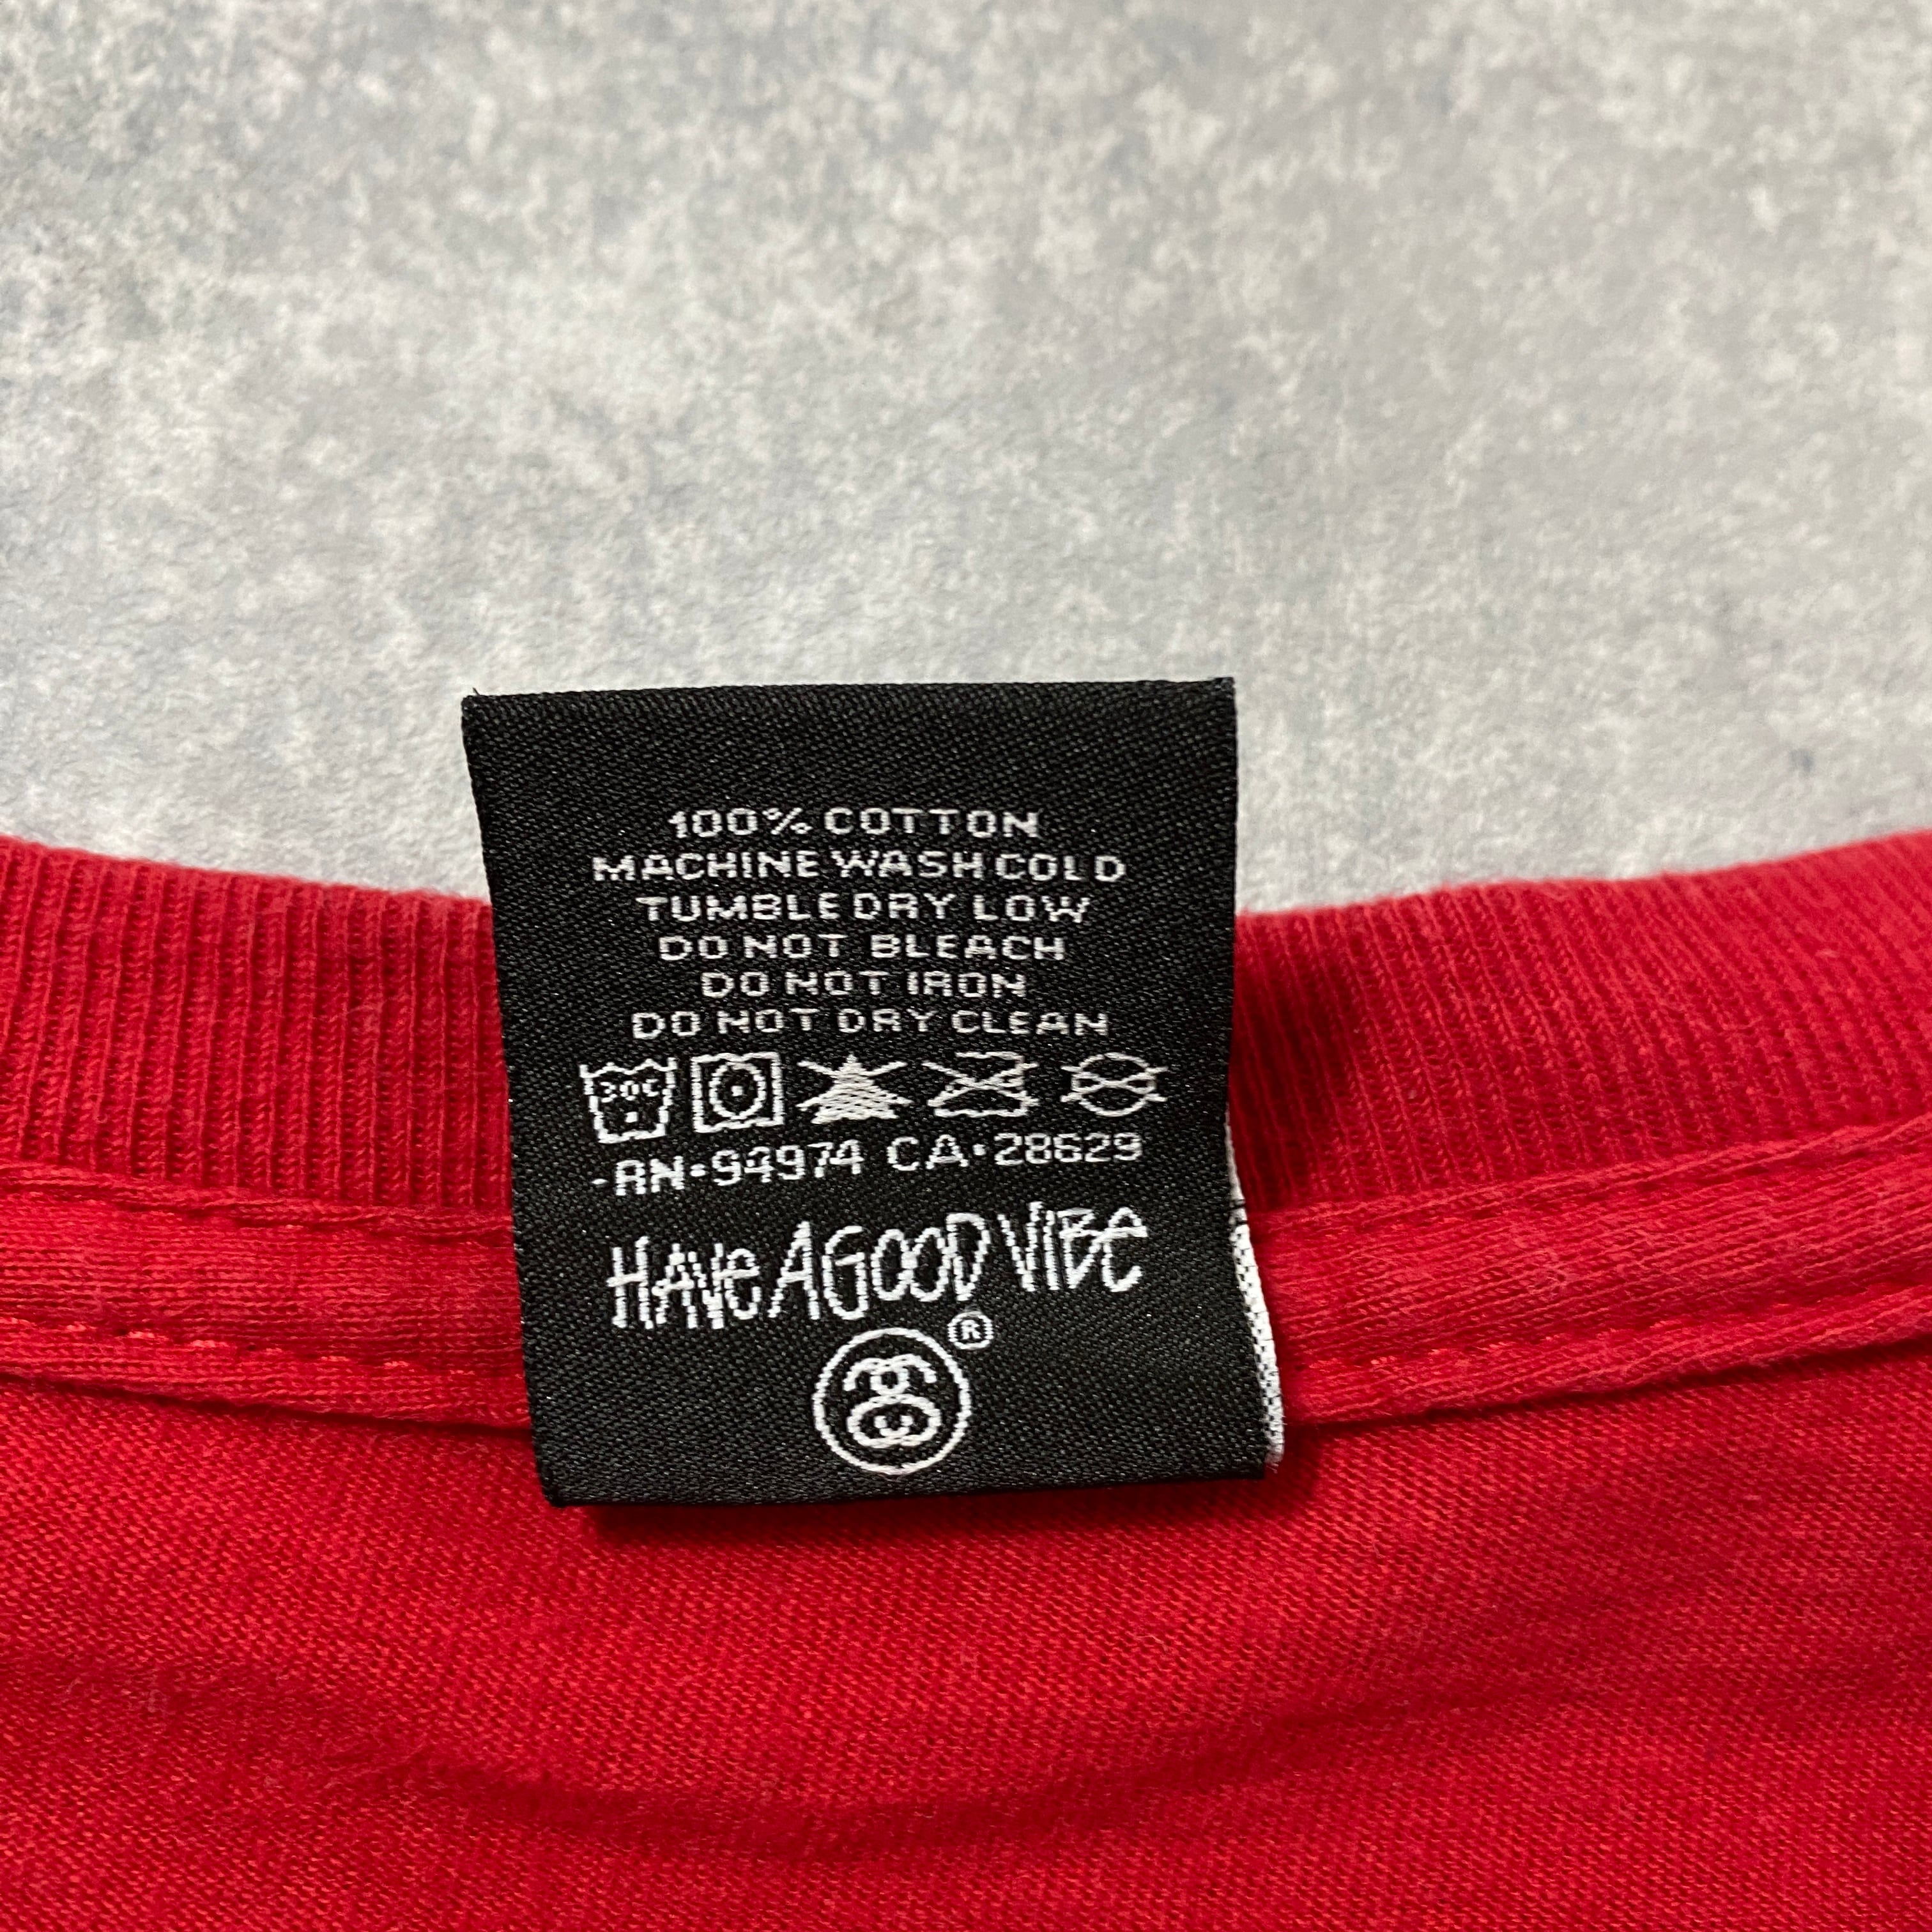 100% COTTON
MACHINE WASH COLD
TUMBLE DRY LOW
DO NOT BLEACH
DO NOT IRON
DO NOT DRY CLEAN
30C
-RN•94974 CA•28629
HAVE A GOOD VIBE
®